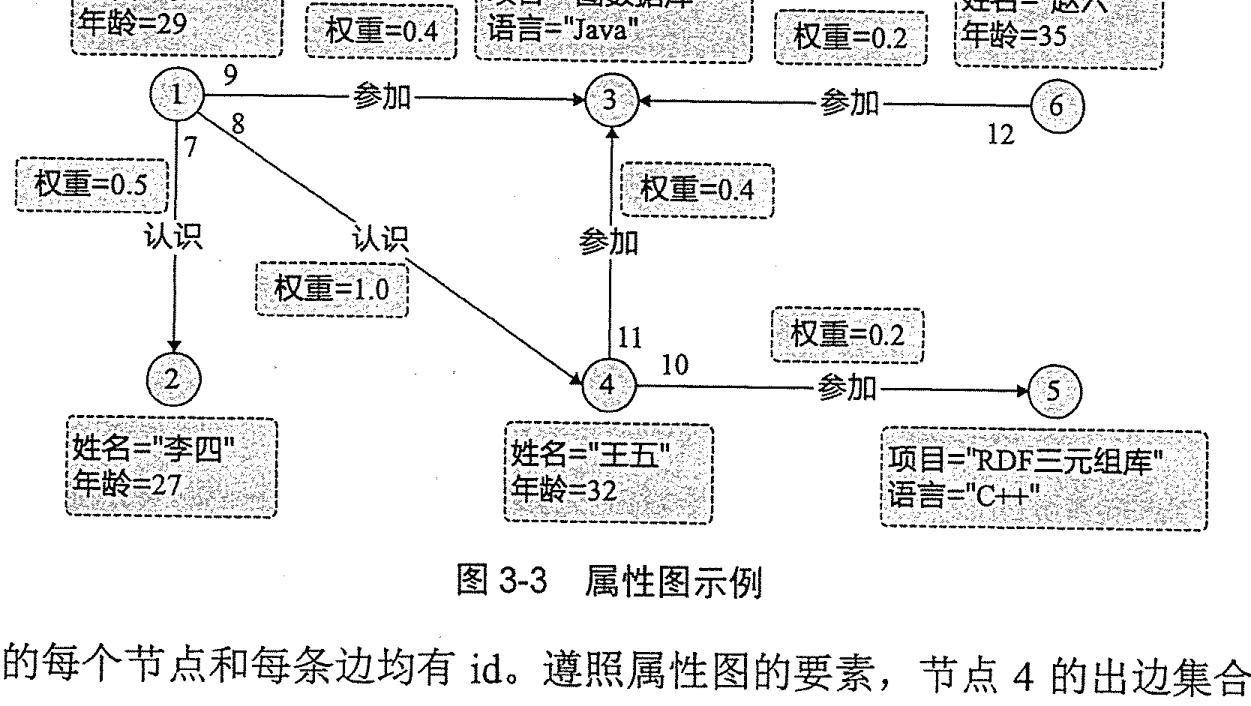 年龄=29
权重=0.4
语言="Java"
权重=0.2
年龄=35
1
9
参加
3
参加
6
8
12
7
权重=0.5
权重=0.4
认识
认识
参加
权重=1.0
11
权重=0.2
2
4
10
参加
5
姓名="李四"
年龄=27
姓名="王五"
年龄=32
项目="RDF三元组库"
语言="C++"
图 3-3 属性图示例
的每个节点和每条边均有 id。遵照属性图的要素，节点 4 的出边集合